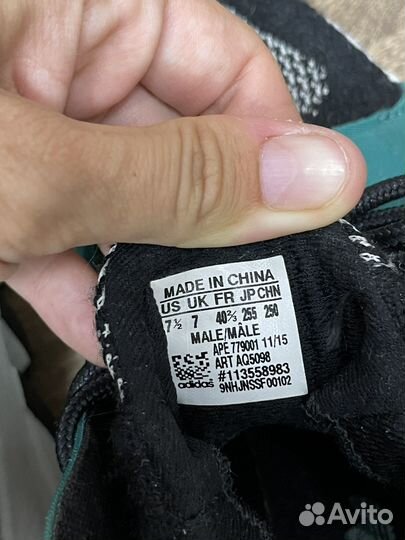 MADE IN CHINA
US UK FR JP CHN
7½ 7 40⅔ 255 250
MALE/MÂLE
APE 779001 11/15
ART AQ5098
#113558983
adidas 9NHJNSSF00102
Avito